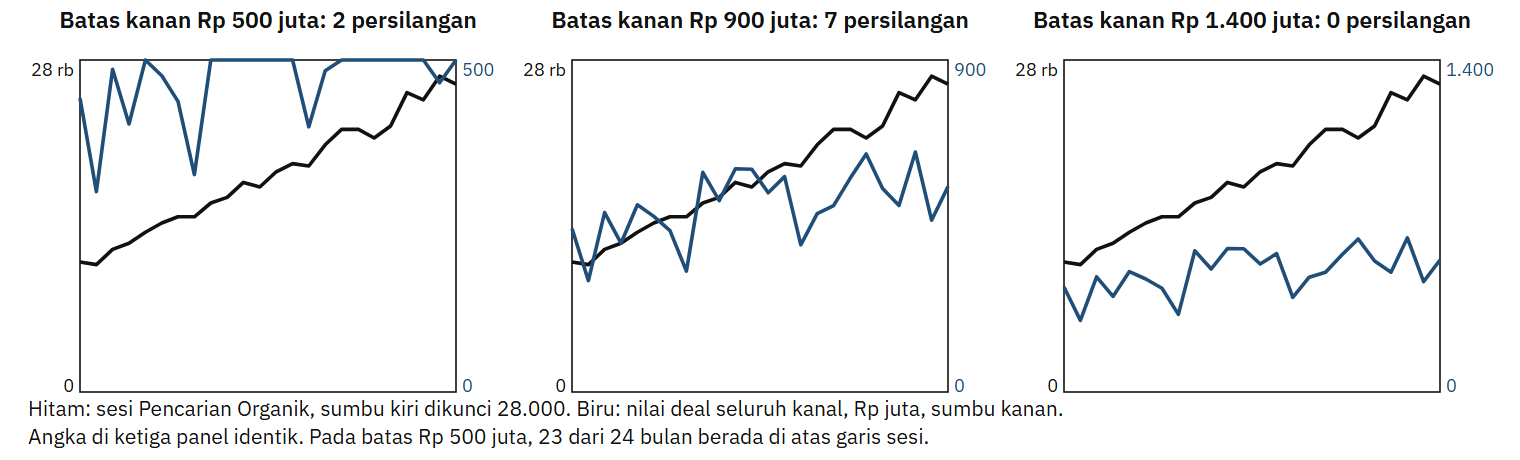 Batas kanan Rp 500 juta: 2 persilangan
Batas kanan Rp 900 juta: 7 persilangan
Batas kanan Rp 1.400 juta: 0 persilangan
28 rb
500
28 rb
900
28 rb
1.400
0
0
0
0
0
0
Hitam: sesi Pencarian Organik, sumbu kiri dikunci 28.000. Biru: nilai deal seluruh kanal, Rp juta, sumbu kanan.
Angka di ketiga panel identik. Pada batas Rp 500 juta, 23 dari 24 bulan berada di atas garis sesi.